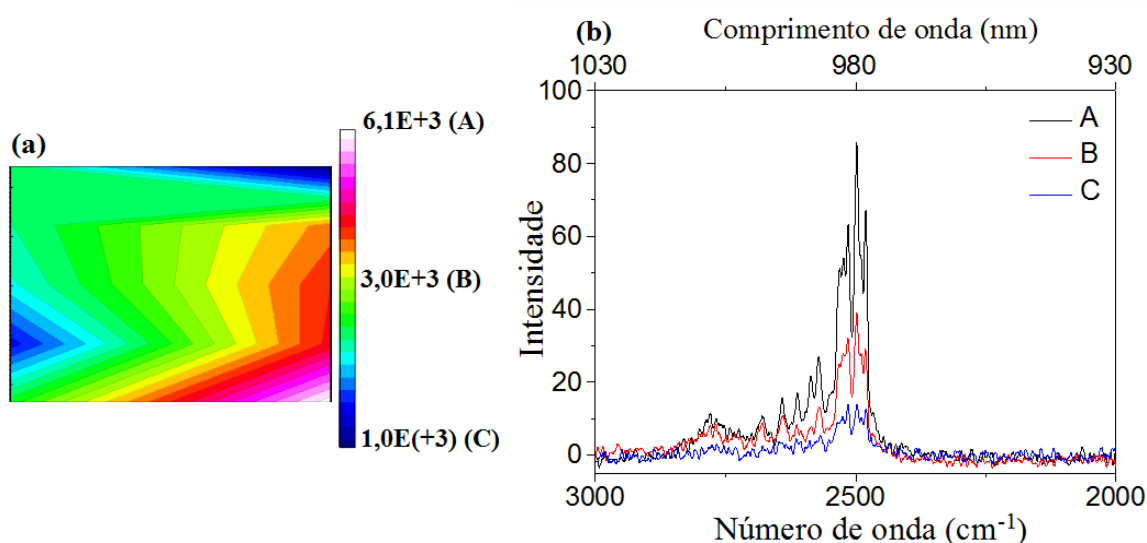 (a)
6,1E+3 (A)
3,0E+3 (B)
1,0E(+3) (C)
(b)
Comprimento de onda (nm)
1030 980 930
100
80
60
40
20
0
Intensidade
A
B
C
3000 2500 2000
Número de onda (cm⁻¹)